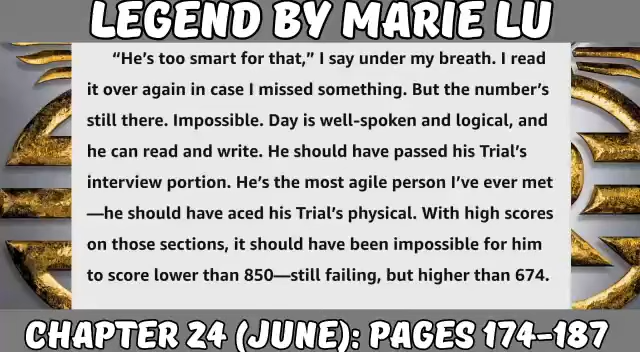 LEGEND BY MARIE LU
“He’s too smart for that,” I say under my breath. I read
it over again in case I missed something. But the number’s
still there. Impossible. Day is well-spoken and logical, and
he can read and write. He should have passed his Trial’s
interview portion. He’s the most agile person I’ve ever met
—he should have aced his Trial’s physical. With high scores
on those sections, it should have been impossible for him
to score lower than 850—still failing, but higher than 674.
CHAPTER 24 (JUNE): PAGES 174-187